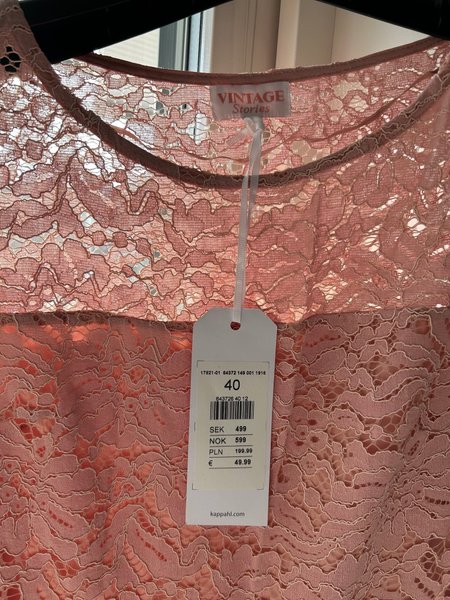 VINTAGE
Stories
17821-01 64372 146 001 1916
40
643726 40.12
SEK 499
NOK 599
PLN 199.99
€ 49.99
kappahl.com